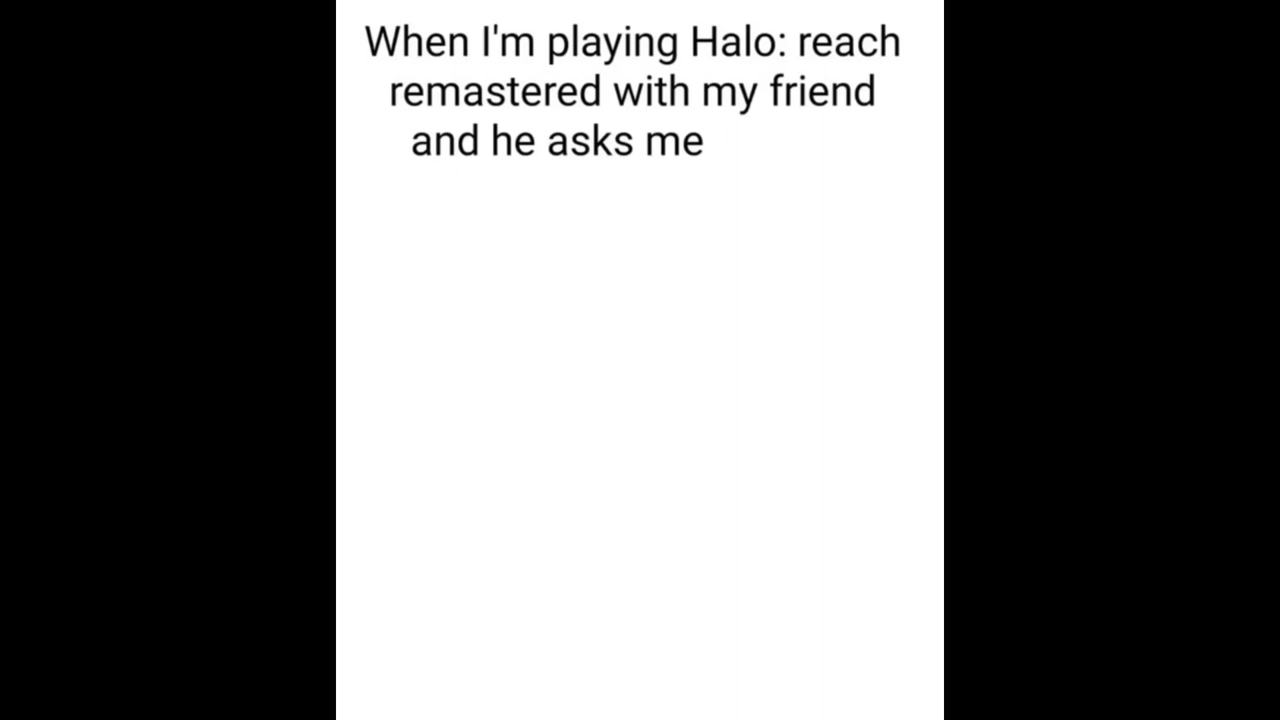 When I'm playing Halo: reach
remastered with my friend
and he asks me